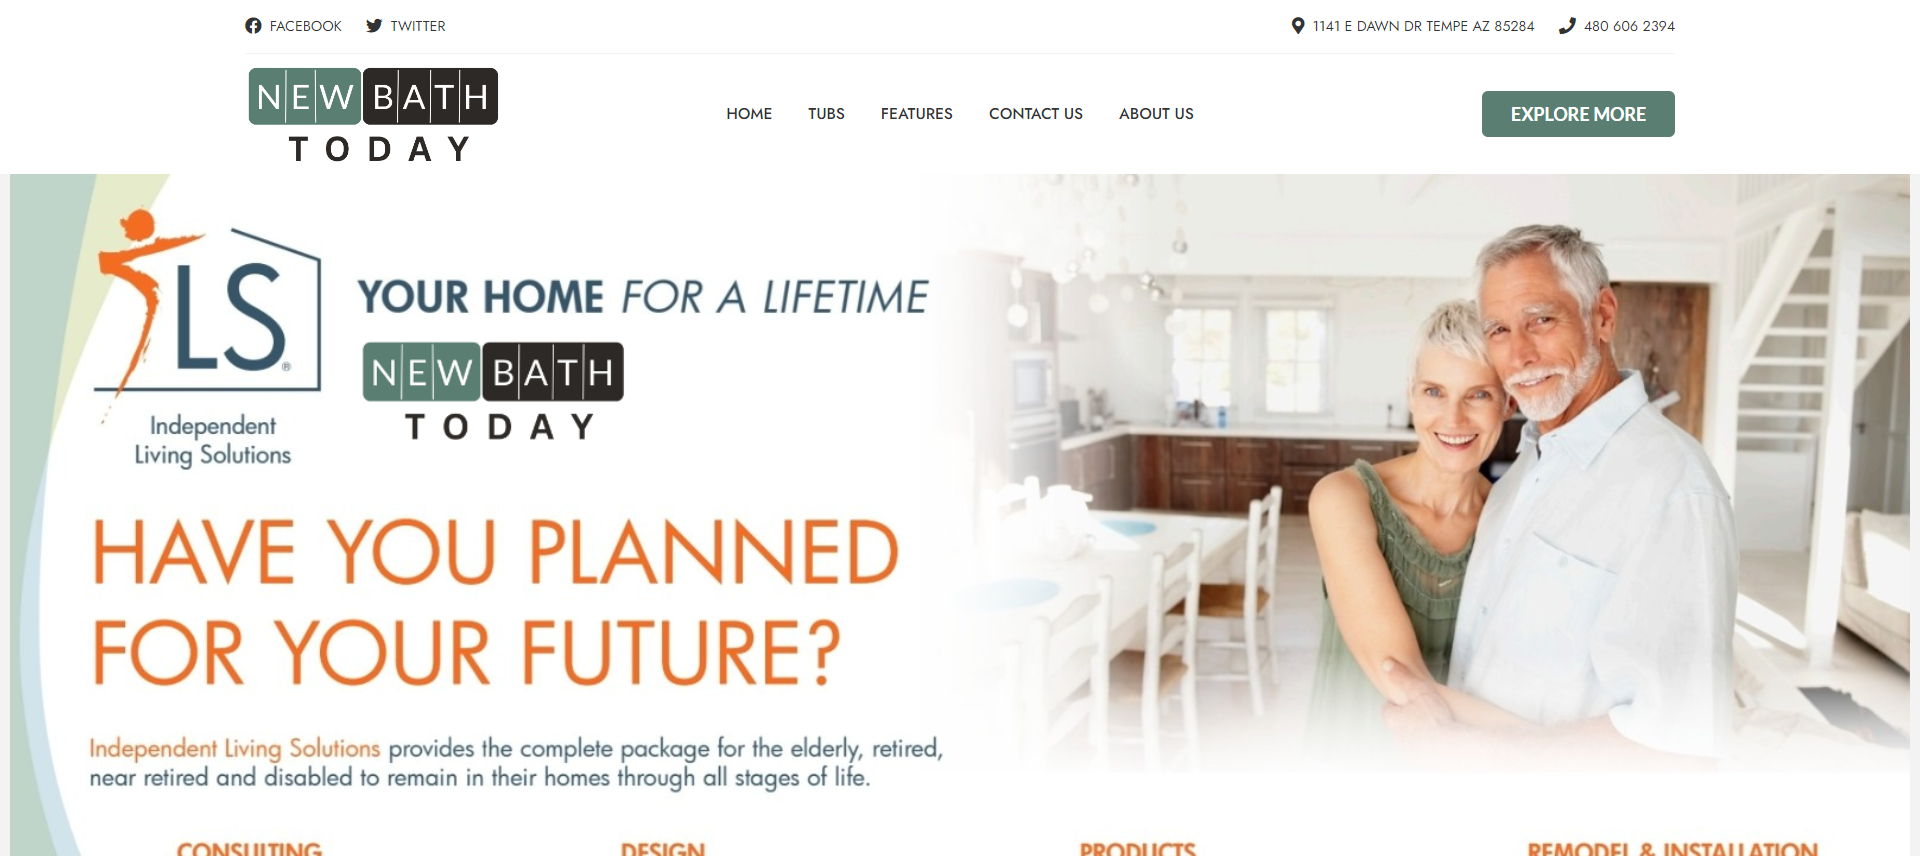 FACEBOOK TWITTER 1141 E DAWN DR TEMPE AZ 85284 480 606 2394
NEW BATH
TODAY
HOME TUBS FEATURES CONTACT US ABOUT US
EXPLORE MORE
LS®
Independent
Living Solutions
YOUR HOME FOR A LIFETIME
NEW BATH
TODAY
HAVE YOU PLANNED
FOR YOUR FUTURE?
Independent Living Solutions provides the complete package for the elderly, retired,
near retired and disabled to remain in their homes through all stages of life.
CONSULTING DESIGN PRODUCTS REMODEL & INSTALLATION